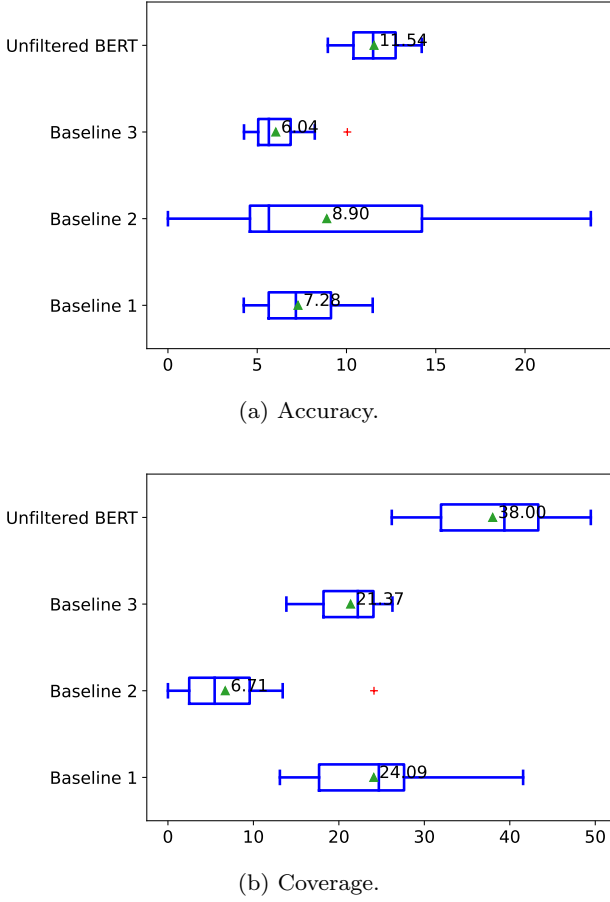 Unfiltered BERT
11.54
Baseline 3
6.04
Baseline 2
8.90
Baseline 1
7.28
0 5 10 15 20
(a) Accuracy.
Unfiltered BERT
38.00
Baseline 3
21.37
Baseline 2
6.71
Baseline 1
24.09
0 10 20 30 40 50
(b) Coverage.